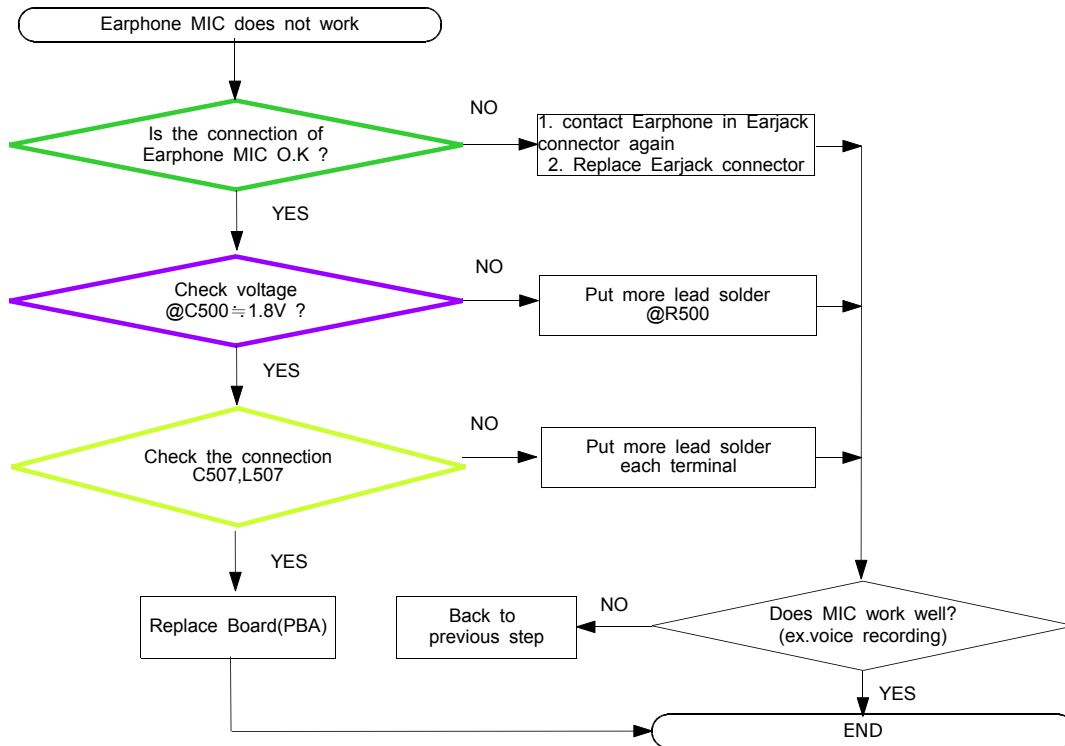 Earphone MIC does not work
Is the connection of
Earphone MIC O.K ?
NO
1. contact Earphone in Earjack
connector again
2. Replace Earjack connector
YES
Check voltage
@C500≒1.8V ?
NO
Put more lead solder
@R500
YES
Check the connection
C507,L507
NO
Put more lead solder
each terminal
YES
Replace Board(PBA)
Does MIC work well?
(ex.voice recording)
NO
Back to
previous step
YES
END